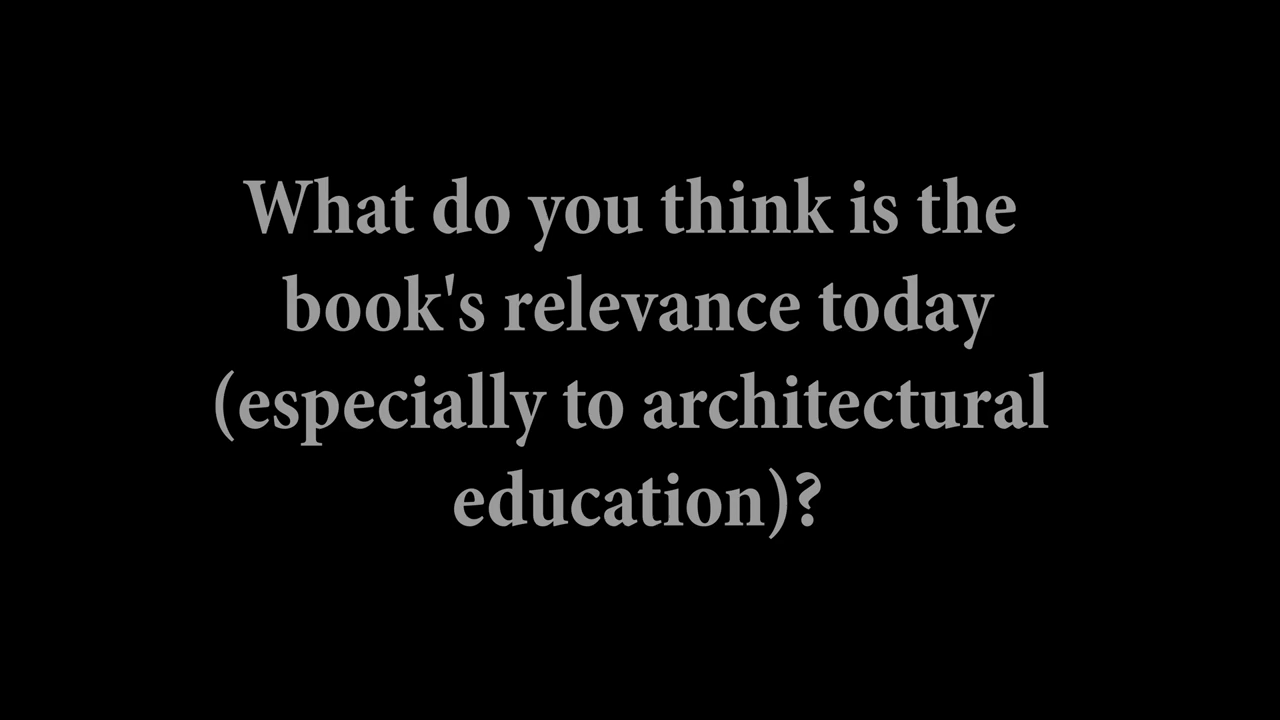 What do you think is the
book's relevance today
(especially to architectural
education)?